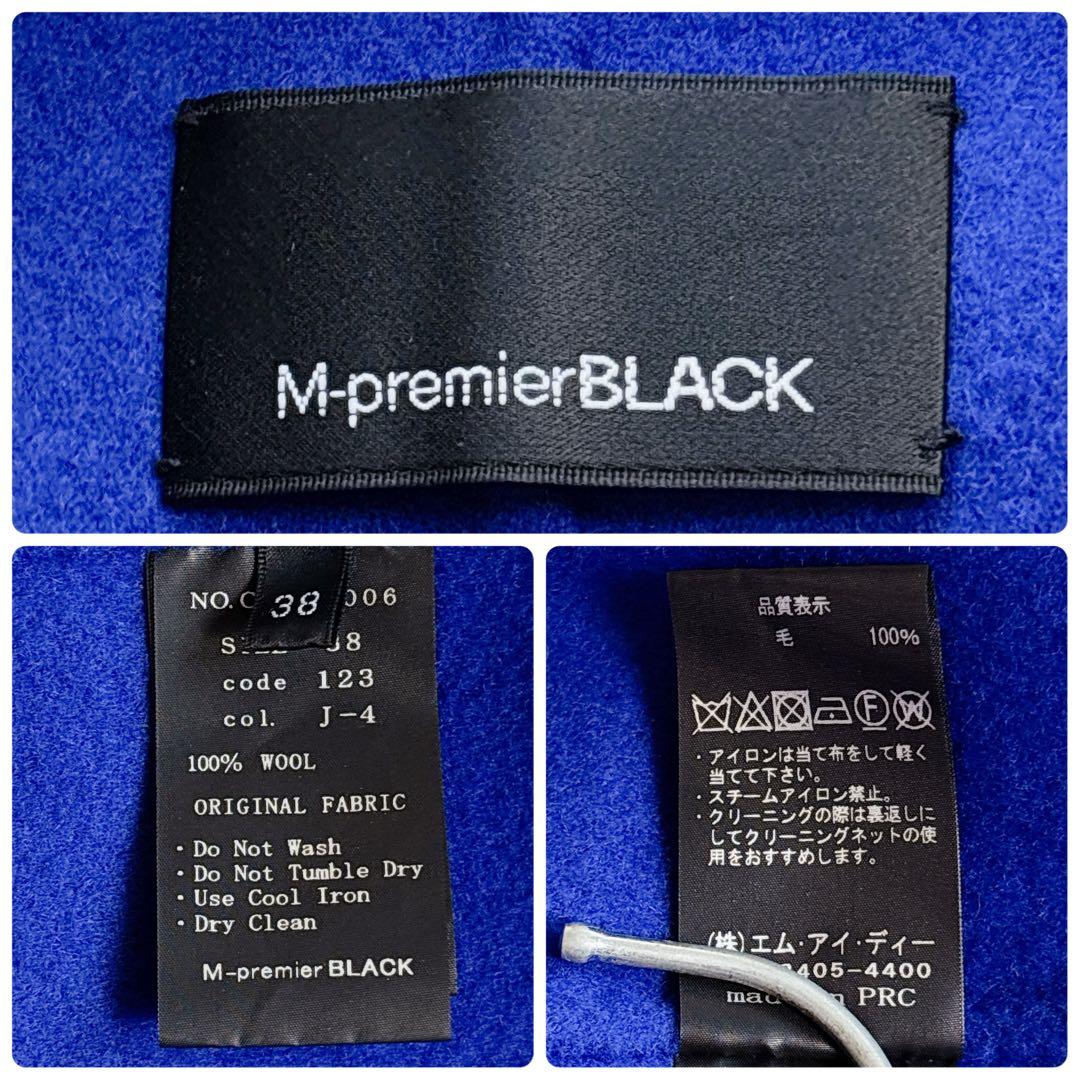 M-premierBLACK
NO. 006
38
SIZE 38
code 123
col. J-4
100% WOOL
ORIGINAL FABRIC
・Do Not Wash
・Do Not Tumble Dry
・Use Cool Iron
・Dry Clean
M-premier BLACK
品質表示
毛 100%
F W
・アイロンは当て布をして軽く
当てて下さい。
・スチームアイロン禁止。
・クリーニングの際は裏返しに
してクリーニングネットの使
用をおすすめします。
(株)エム・アイ・ディー
405-4400
made in PRC